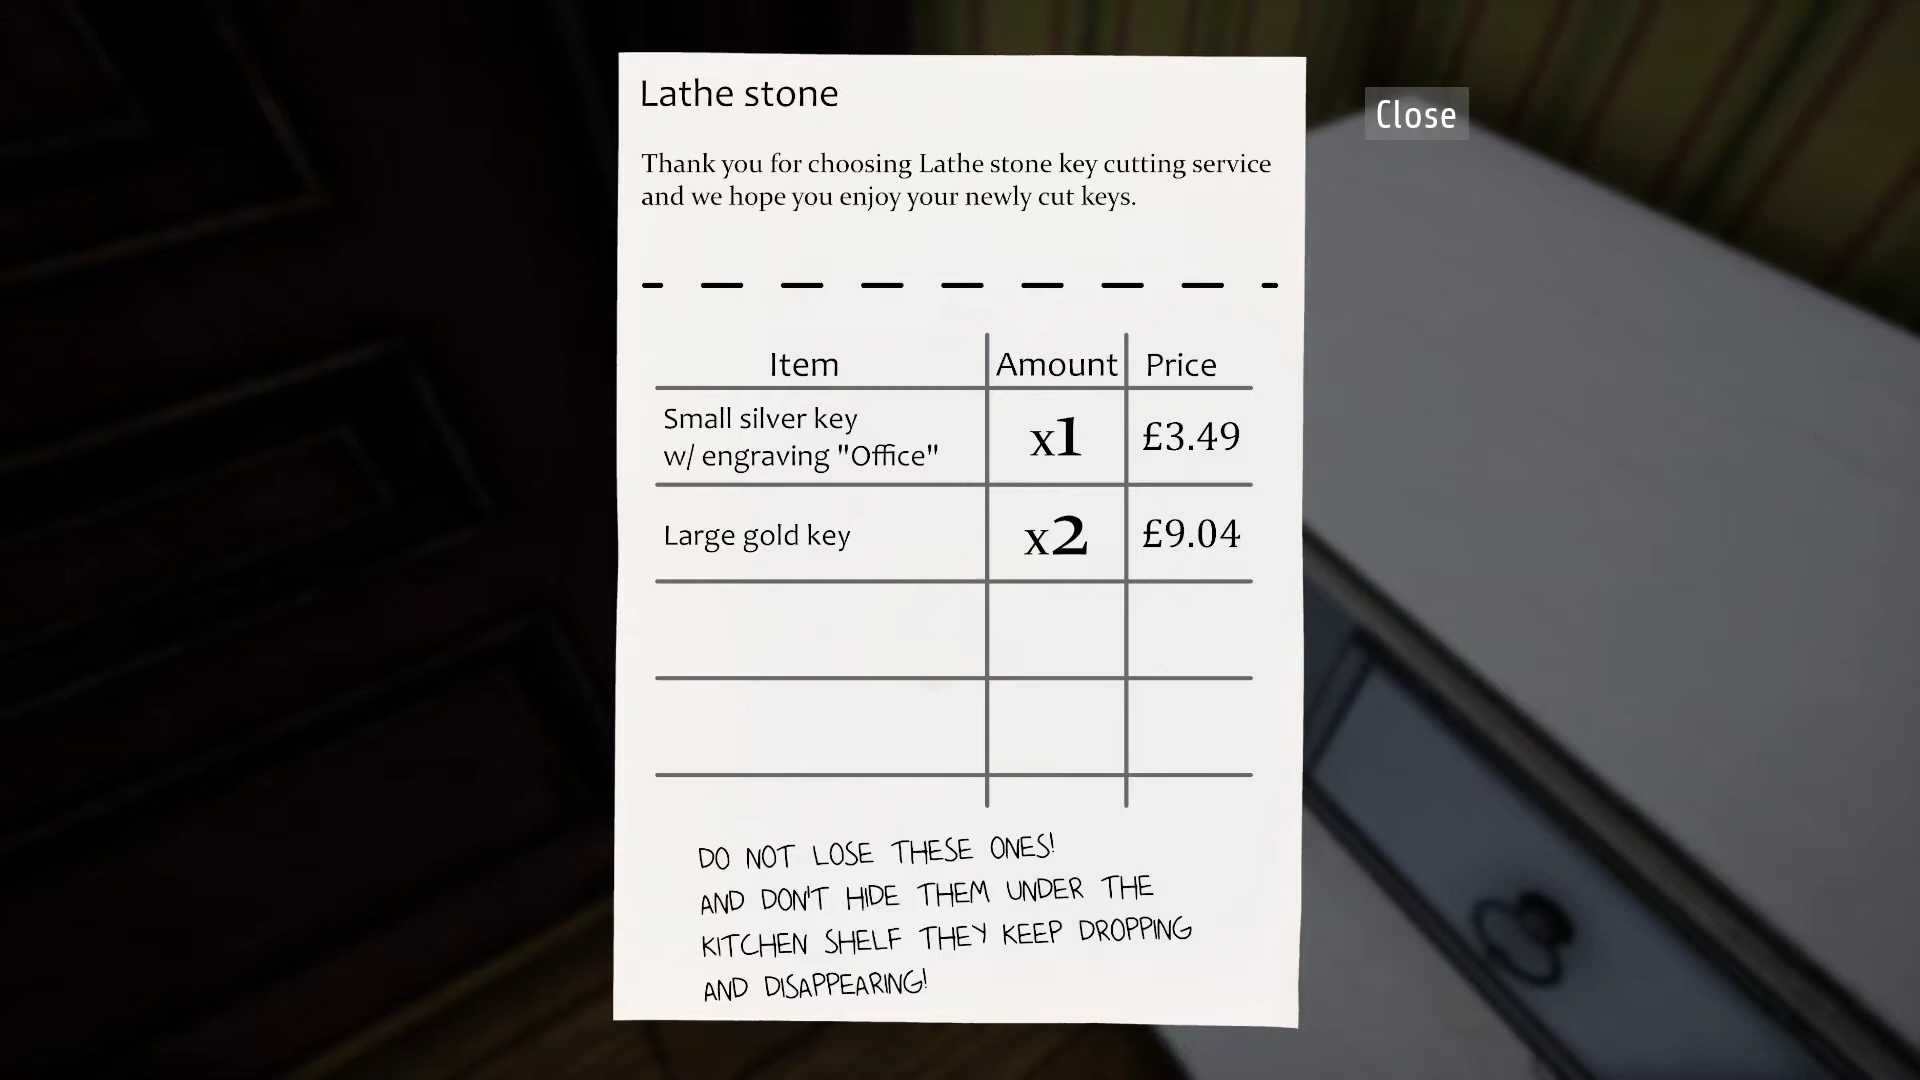 Lathe stone
Close
Thank you for choosing Lathe stone key cutting service
and we hope you enjoy your newly cut keys.
Item Amount Price
Small silver key
w/ engraving "Office" x1 £3.49
Large gold key x2 £9.04
DO NOT LOSE THESE ONES!
AND DON'T HIDE THEM UNDER THE
KITCHEN SHELF THEY KEEP DROPPING
AND DISAPPEARING!